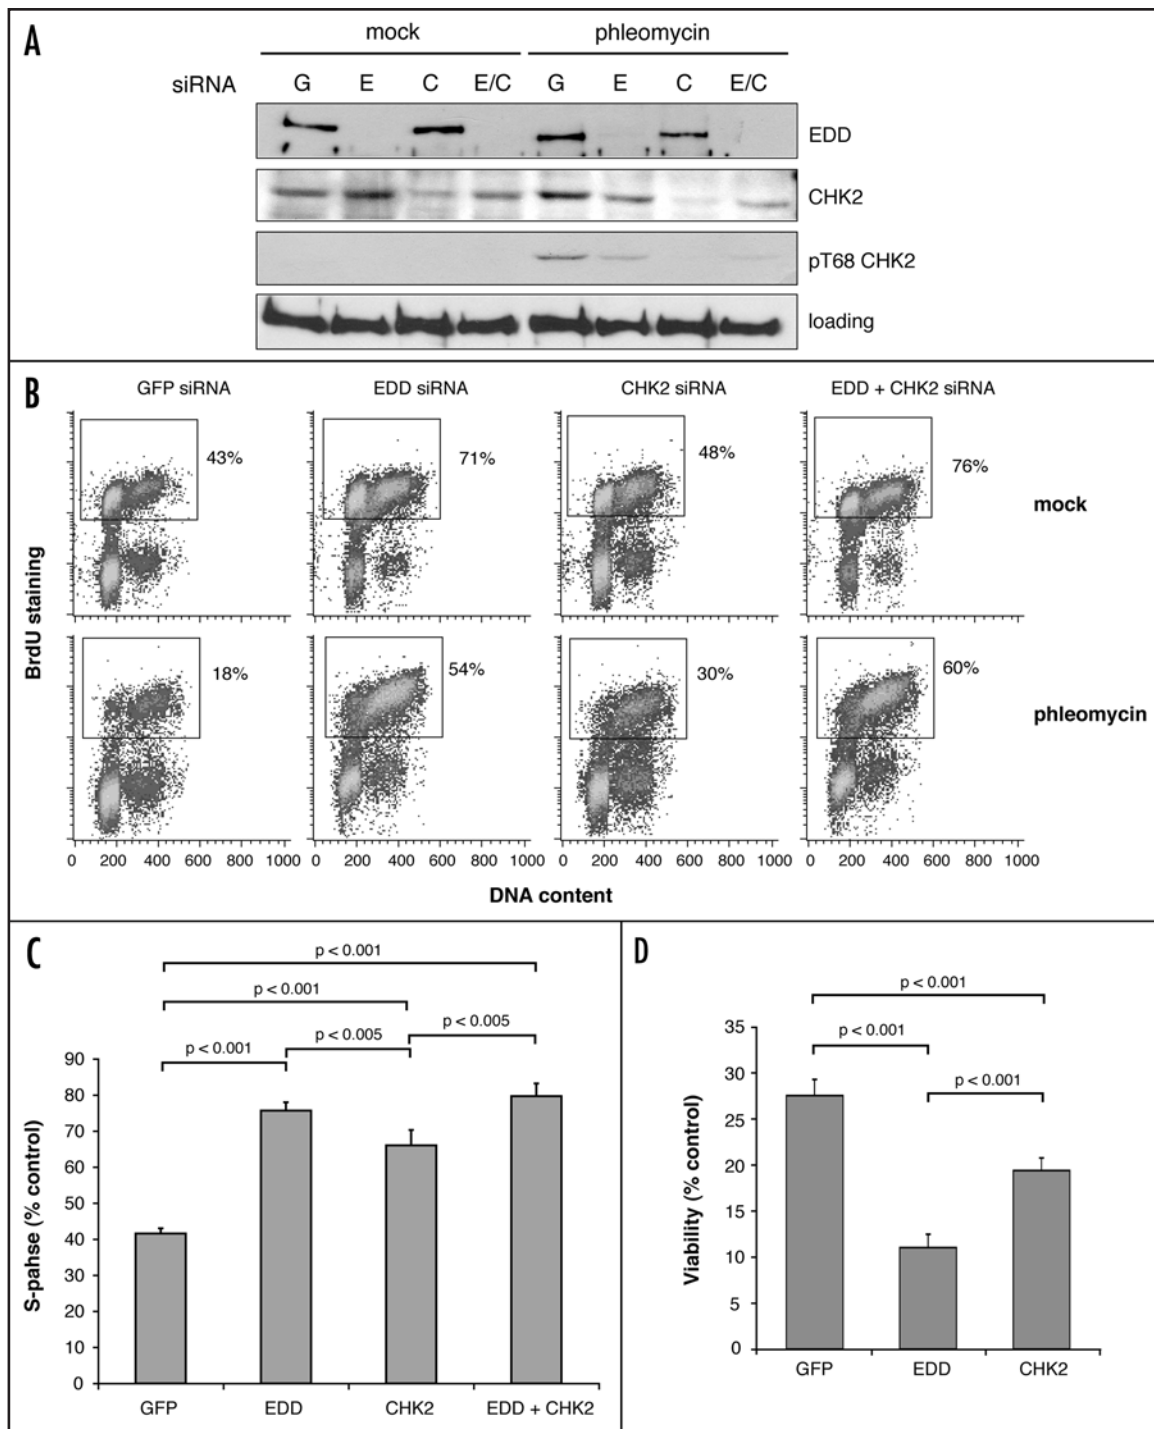 A
mock phleomycin
siRNA G E C E/C G E C E/C
EDD
CHK2
pT68 CHK2
loading
B
GFP siRNA EDD siRNA CHK2 siRNA EDD + CHK2 siRNA
43% 71% 48% 76%
mock
BrdU staining
18% 54% 30% 60%
phleomycin
0 200 400 600 800 1000 0 200 400 600 800 1000 0 200 400 600 800 1000 0 200 400 600 800 1000
DNA content
C
p < 0.001
p < 0.001
p < 0.001 p < 0.005 p < 0.005
S-pahse (% control)
90
80
70
60
50
40
30
20
10
0
GFP EDD CHK2 EDD + CHK2
D
p < 0.001
p < 0.001
p < 0.001
Viability (% control)
35
30
25
20
15
10
5
0
GFP EDD CHK2